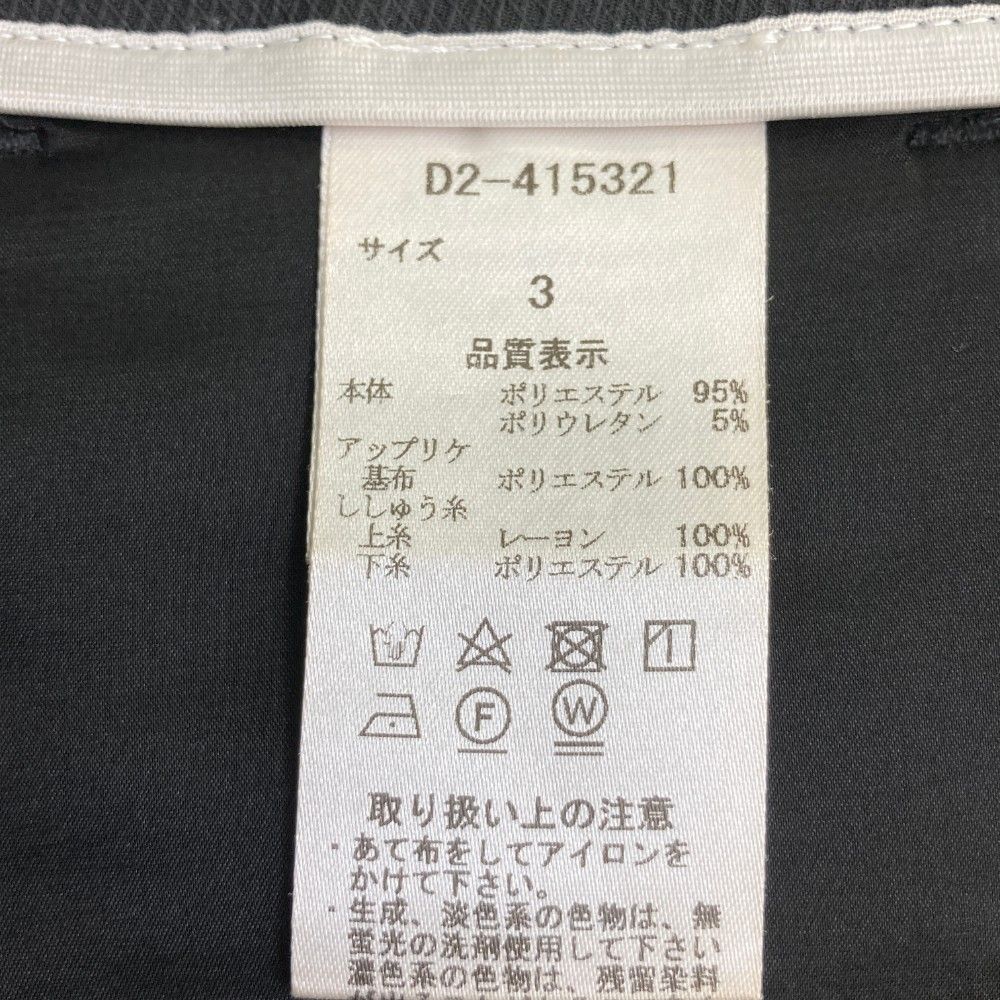 D2-415321
サイズ
3
品質表示
本体 ポリエステル 95%
ポリウレタン 5%
アップリケ
基布 ポリエステル 100%
ししゅう糸
上糸 レーヨン 100%
下糸 ポリエステル 100%
F W
取り扱い上の注意
・あて布をしてアイロンを
かけて下さい。
・生成、淡色系の色物は、無
蛍光の洗剤使用して下さい
濃色系の色物は、残留染料